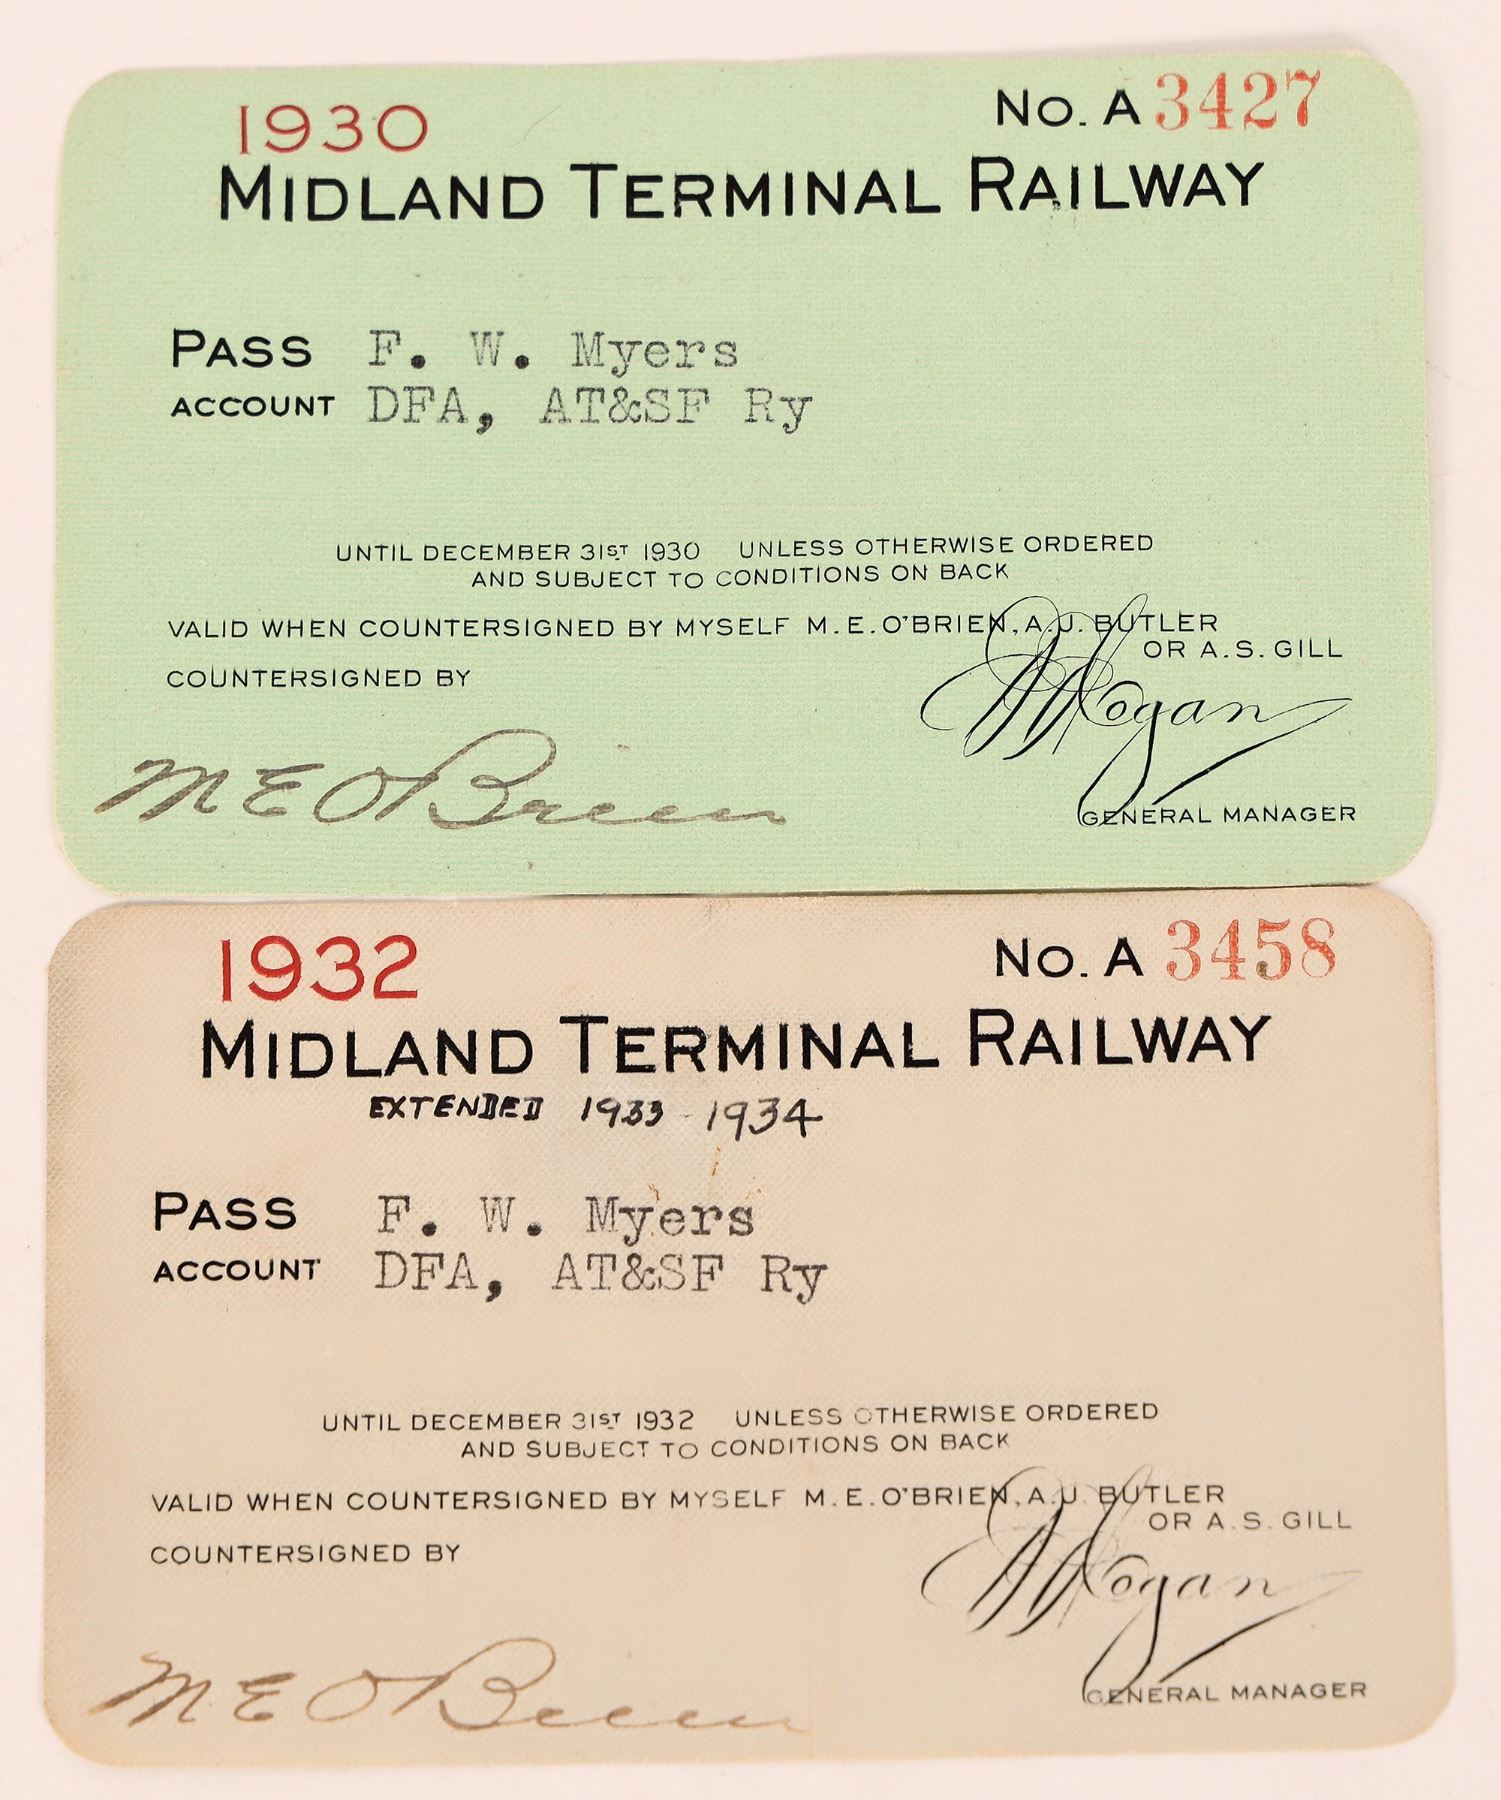 1930
No. A 3427
MIDLAND TERMINAL RAILWAY
PASS F. W. Myers
ACCOUNT DFA, AT&SF Ry
UNTIL DECEMBER 31ST 1930 UNLESS OTHERWISE ORDERED
AND SUBJECT TO CONDITIONS ON BACK
VALID WHEN COUNTERSIGNED BY MYSELF M. E. O'BRIEN, A. J. BUTLER
OR A. S. GILL
COUNTERSIGNED BY
M E O'Brien
GENERAL MANAGER
1932
No. A 3458
MIDLAND TERMINAL RAILWAY
EXTENDED 1933 - 1934
PASS F. W. Myers
ACCOUNT DFA, AT&SF Ry
UNTIL DECEMBER 31ST 1932 UNLESS OTHERWISE ORDERED
AND SUBJECT TO CONDITIONS ON BACK
VALID WHEN COUNTERSIGNED BY MYSELF M. E. O'BRIEN, A. J. BUTLER
OR A. S. GILL
COUNTERSIGNED BY
M. E O'Brien
GENERAL MANAGER